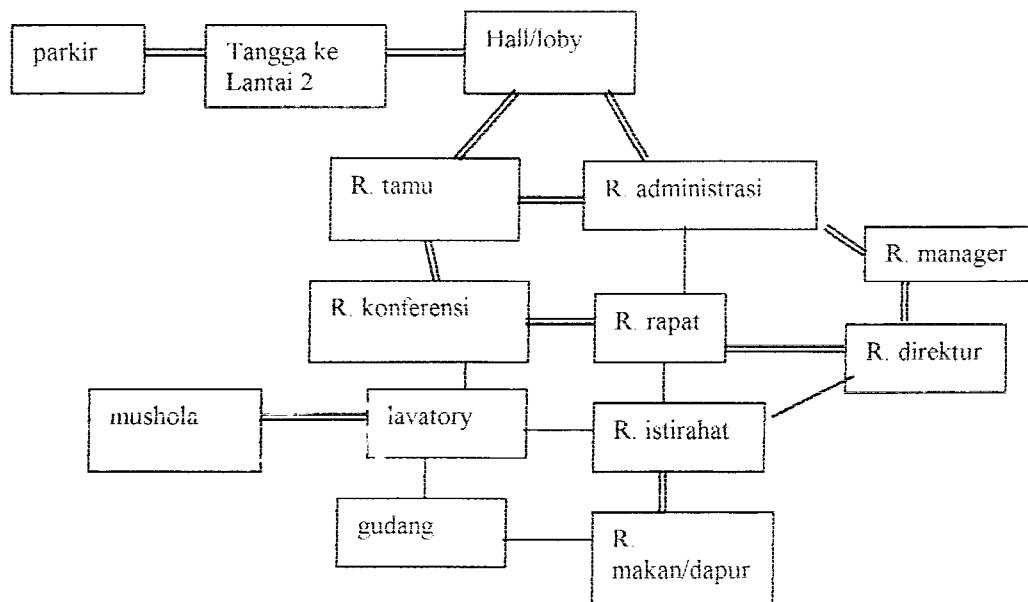 parkir
Tangga ke
Lantai 2
Hall/loby
R. tamu
R. administrasi
R. manager
R. konferensi
R. rapat
R. direktur
mushola
lavatory
R. istirahat
gudang
R.
makan/dapur